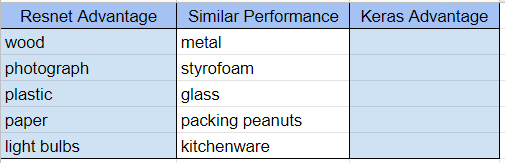 Resnet Advantage Similar Performance Keras Advantage
wood metal
photograph styrofoam
plastic glass
paper packing peanuts
light bulbs kitchenware